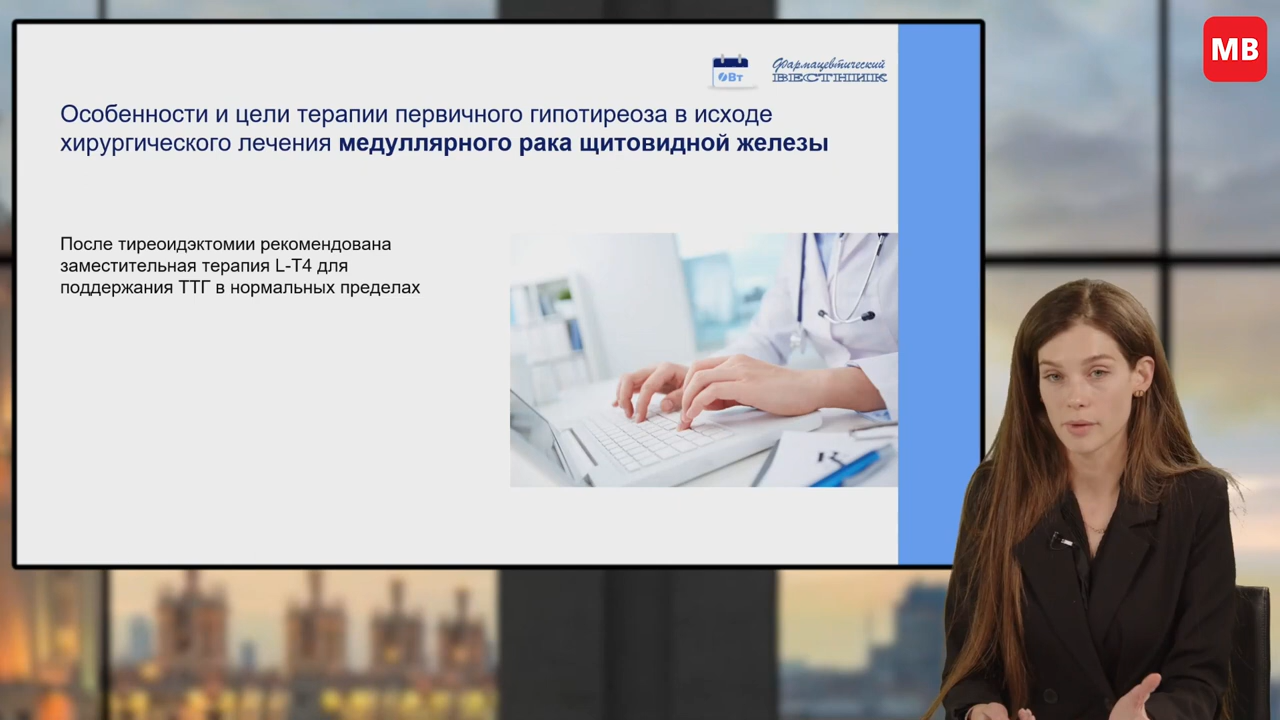 МВ
Вт
Фармацевтический
ВЕСТНИК
Особенности и цели терапии первичного гипотиреоза в исходе
хирургического лечения медуллярного рака щитовидной железы
После тиреоидэктомии рекомендована
заместительная терапия L-T4 для
поддержания ТТГ в нормальных пределах